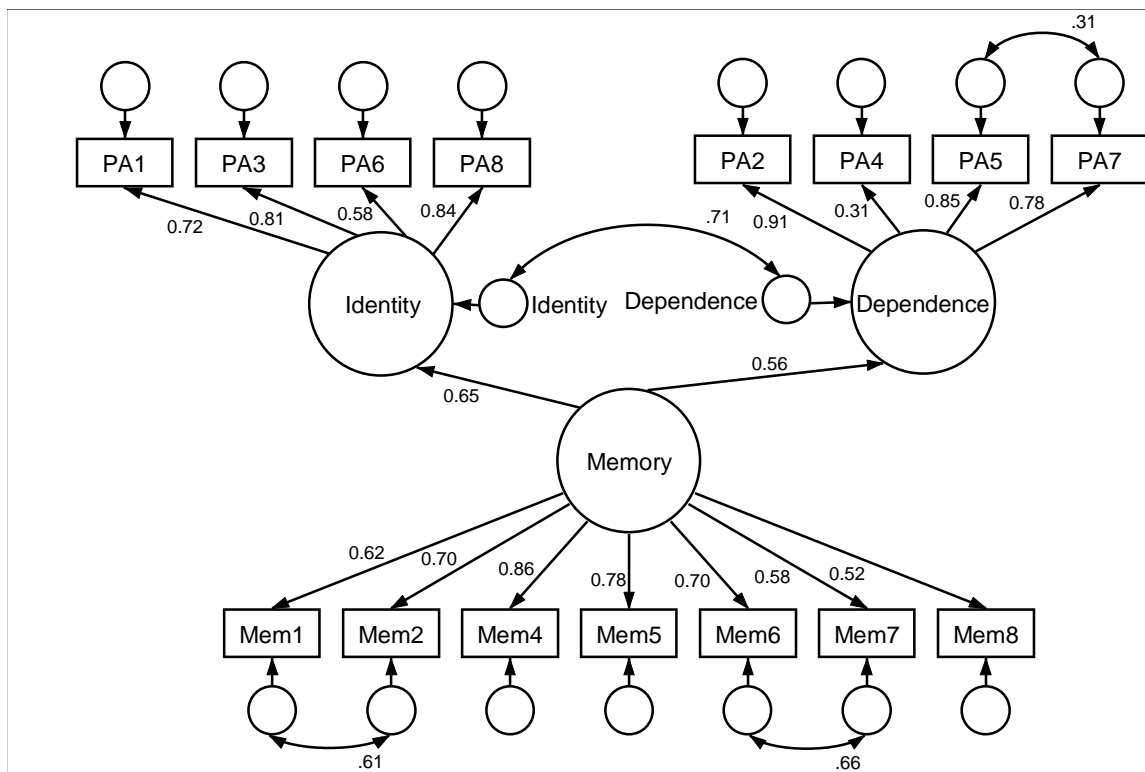 .31
PA1 PA3 PA6 PA8 PA2 PA4 PA5 PA7
0.72 0.81 0.58 0.84 .71 0.91 0.31 0.85 0.78
Identity Identity Dependence Dependence
0.65 0.56
Memory
0.62 0.70 0.86 0.78 0.70 0.58 0.52
Mem1 Mem2 Mem4 Mem5 Mem6 Mem7 Mem8
.61 .66